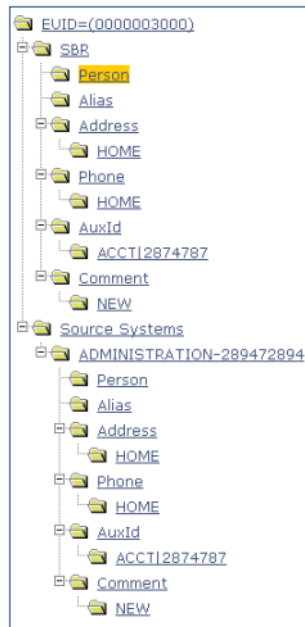 EUID=(0000003000)
SBR
Person
Alias
Address
HOME
Phone
HOME
AuxId
ACCT|2874787
Comment
NEW
Source Systems
ADMINISTRATION-289472894
Person
Alias
Address
HOME
Phone
HOME
AuxId
ACCT|2874787
Comment
NEW